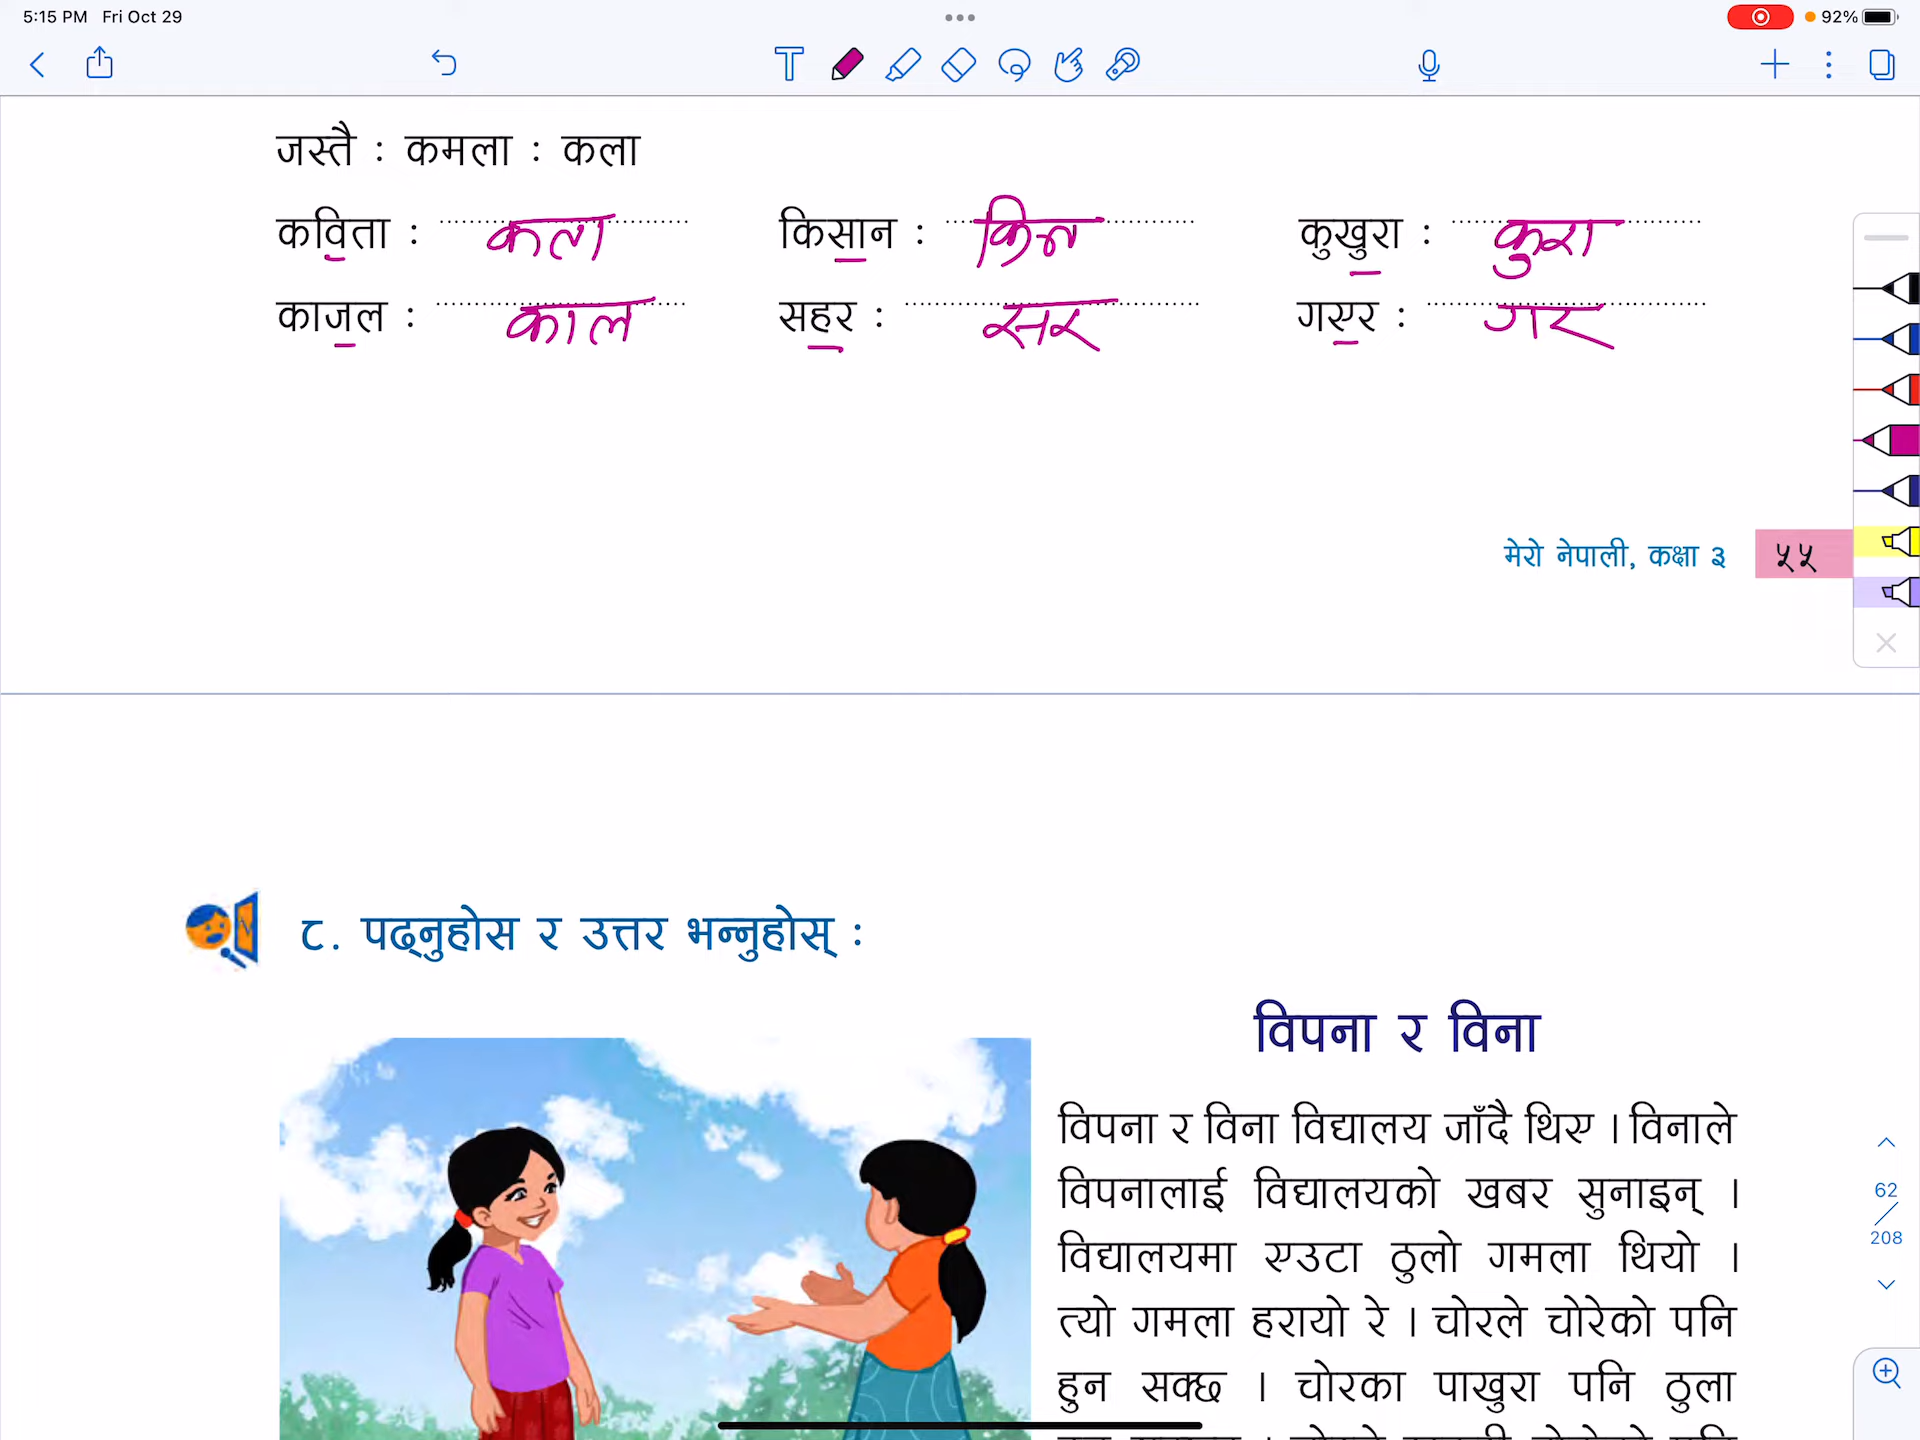 5:15 PM Fri Oct 29
92%
जस्तै : कमला : कला
कविता : कला किसान : किन कुखुरा : कुरा
काजल : काल सहर : सर गएर : गर
मेरो नेपाली, कक्षा ३ ५५
८. पढ्नुहोस र उत्तर भन्नुहोस् :
विपना र विना
विपना र विना विद्यालय जाँदै थिए । विनाले
विपनालाई विद्यालयको खबर सुनाइन् ।
विद्यालयमा एउटा ठुलो गमला थियो ।
त्यो गमला हरायो रे । चोरले चोरेको पनि
हुन सक्छ । चोरका पाखुरा पनि ठुला
62
208